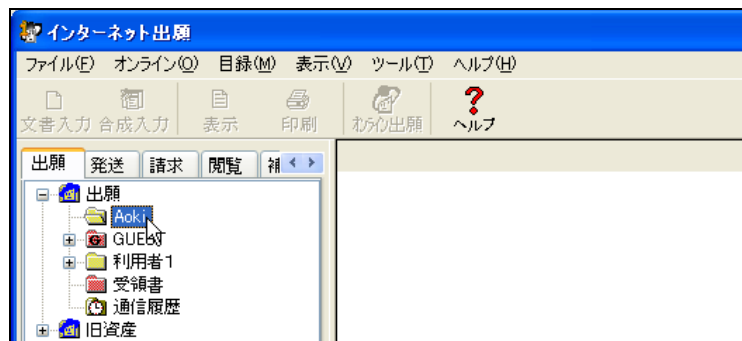 インターネット出願
ファイル(F) オンライン(O) 目録(M) 表示(V) ツール(T) ヘルプ(H)
文書入力 合成入力 表示 印刷 ｵﾝﾗｲﾝ出願 ヘルプ
出願 発送 請求 閲覧 補
出願
Aoki
GUEST
利用者1
受領書
通信履歴
旧資産